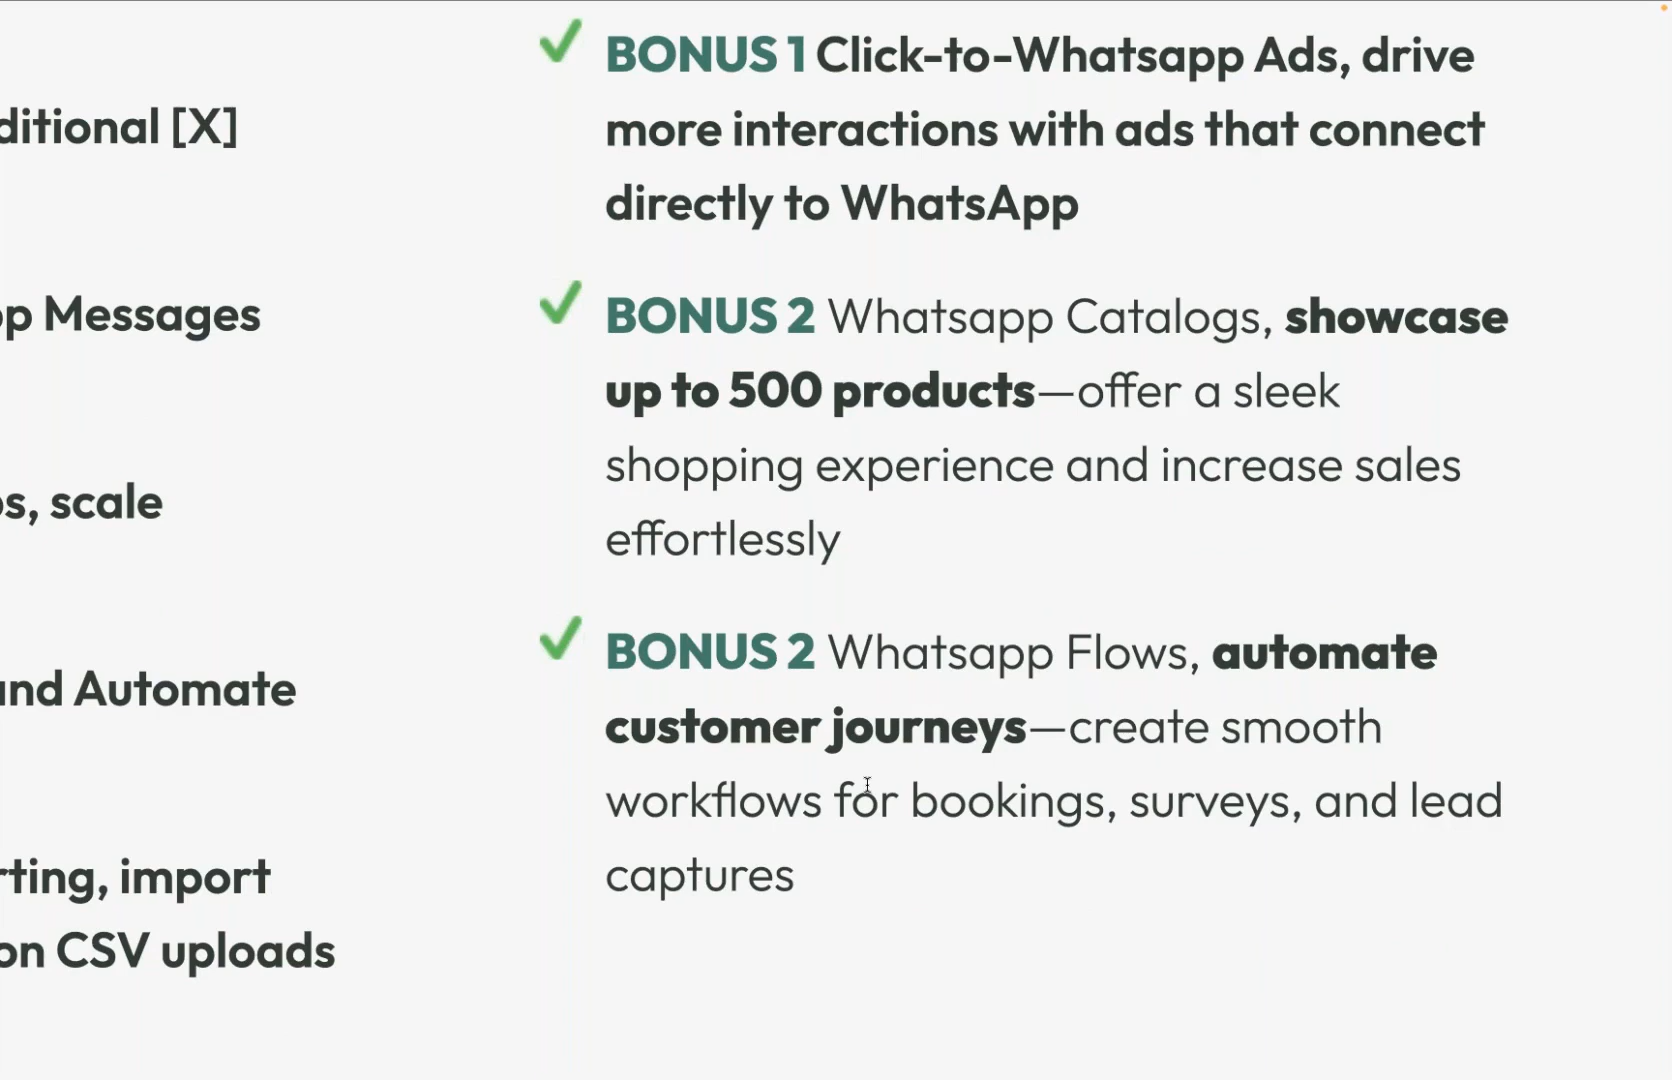 ditional [X]
p Messages
s, scale
and Automate
rting, import
on CSV uploads
BONUS 1 Click-to-Whatsapp Ads, drive
more interactions with ads that connect
directly to WhatsApp
BONUS 2 Whatsapp Catalogs, showcase
up to 500 products—offer a sleek
shopping experience and increase sales
effortlessly
BONUS 2 Whatsapp Flows, automate
customer journeys—create smooth
workflows for bookings, surveys, and lead
captures